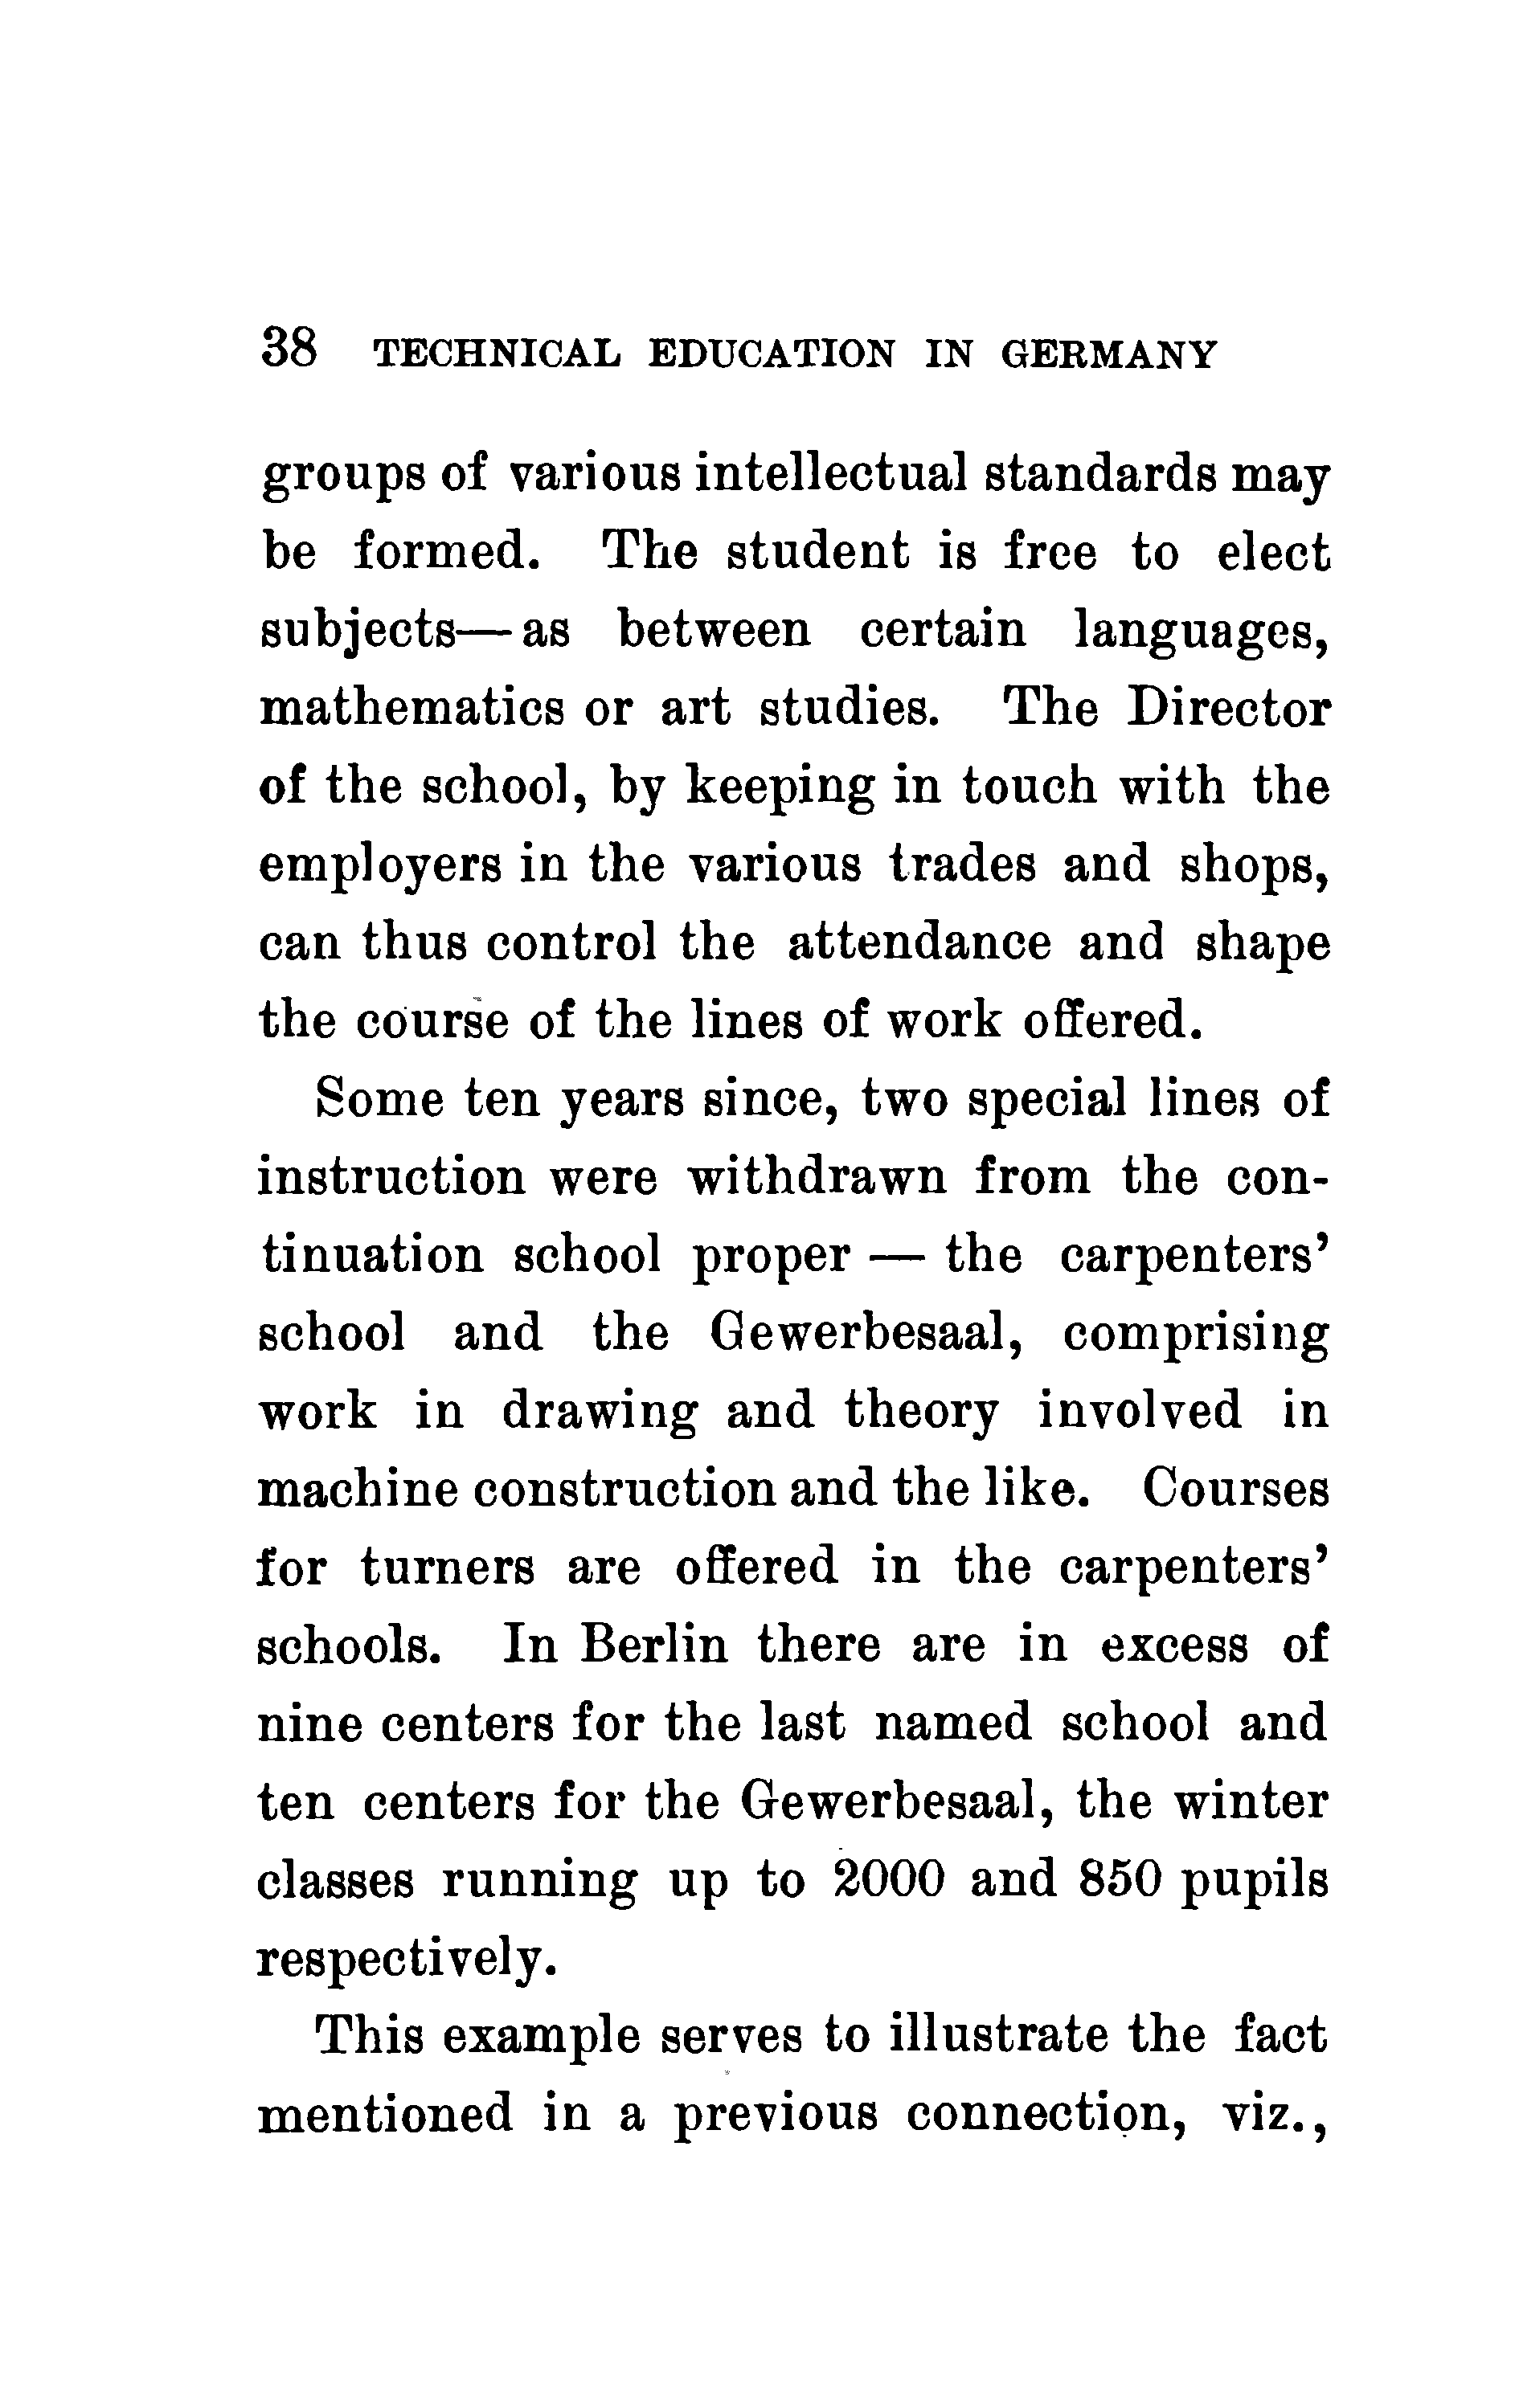 38 TECHNICAL EDUCATION IN GERMANY
groups of various intellectual standards may
be formed. The student is free to elect
subjects—as between certain languages,
mathematics or art studies. The Director
of the school, by keeping in touch with the
employers in the various trades and shops,
can thus control the attendance and shape
the course of the lines of work offered.
Some ten years since, two special lines of
instruction were withdrawn from the con-
tinuation school proper — the carpenters’
school and the Gewerbesaal, comprising
work in drawing and theory involved in
machine construction and the like. Courses
for turners are offered in the carpenters’
schools. In Berlin there are in excess of
nine centers for the last named school and
ten centers for the Gewerbesaal, the winter
classes running up to 2000 and 850 pupils
respectively.
This example serves to illustrate the fact
mentioned in a previous connection, viz.,